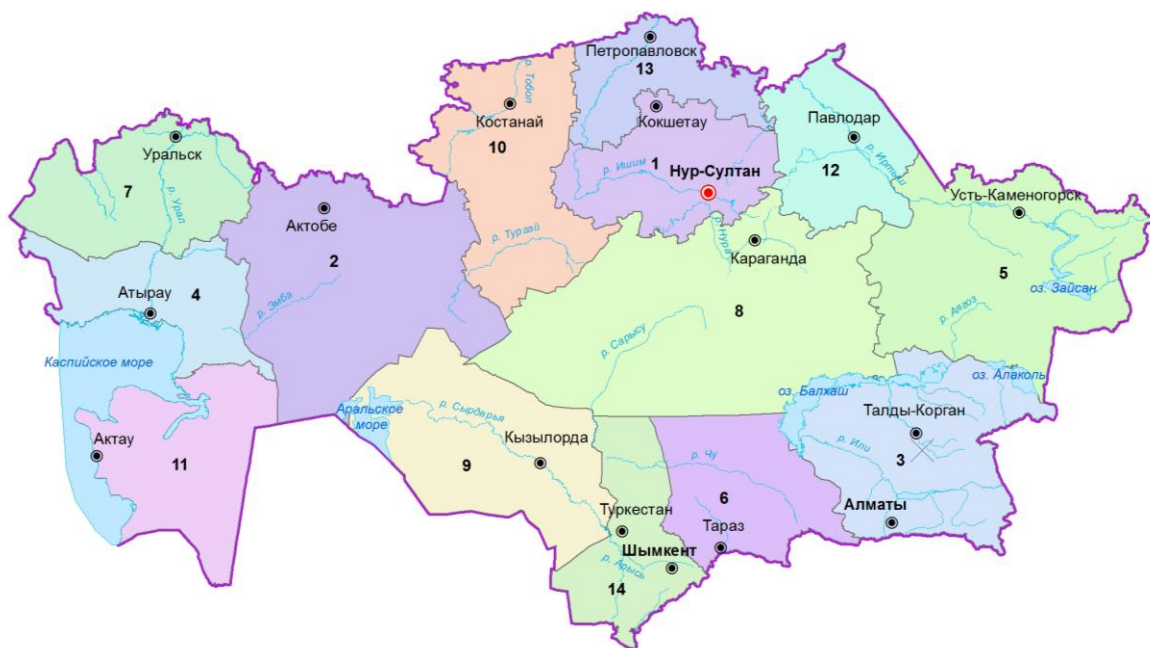 Петропавловск
13
р. Тобол
Костанай
Кокшетау
Павлодар
Уральск
10
р. Иртыш
1
р. Ишим
Нур-Султан
12
7
р. Урал
Усть-Каменогорск
Актобе
р. Тургай
р. Нура
Караганда
2
5
оз. Зайсан
Атырау
4
р. Эмба
8
р. Аягоз
р. Сарысу
Каспийское море
оз. Алаколь
оз. Балхаш
Аральское
море
р. Сырдарья
Талды-Корган
Актау
Кызылорда
р. Или
11
9
р. Чу
3
6
Туркестан
Тараз
Алматы
Шымкент
р. Арысь
14